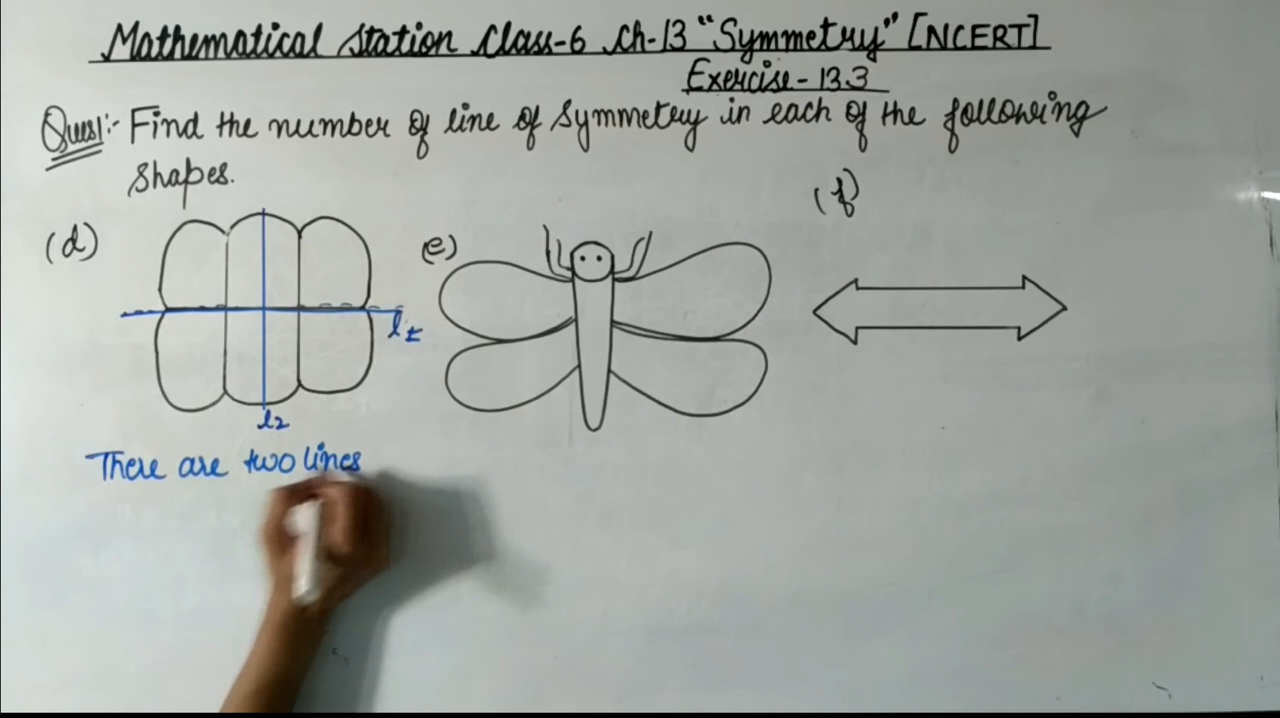 Mathematical Station Class-6 Ch-13 "Symmetry" [NCERT]
Exercise - 13.3
Ques1:- Find the number of line of Symmetry in each of the following
Shapes.
(d)
(e)
(f)
l1
l2
There are two lines